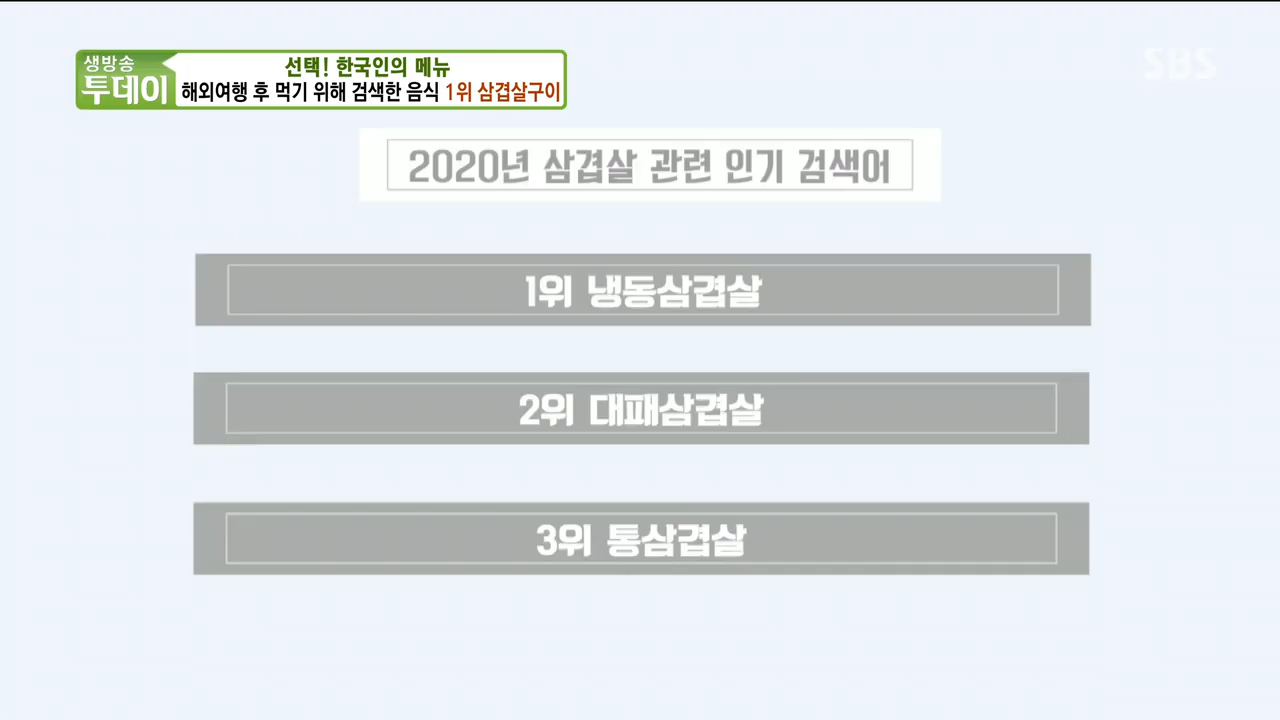 생방송
투데이
선택! 한국인의 메뉴
해외여행 후 먹기 위해 검색한 음식 1위 삼겹살구이
SBS
2020년 삼겹살 관련 인기 검색어
1위 냉동삼겹살
2위 대패삼겹살
3위 통삼겹살